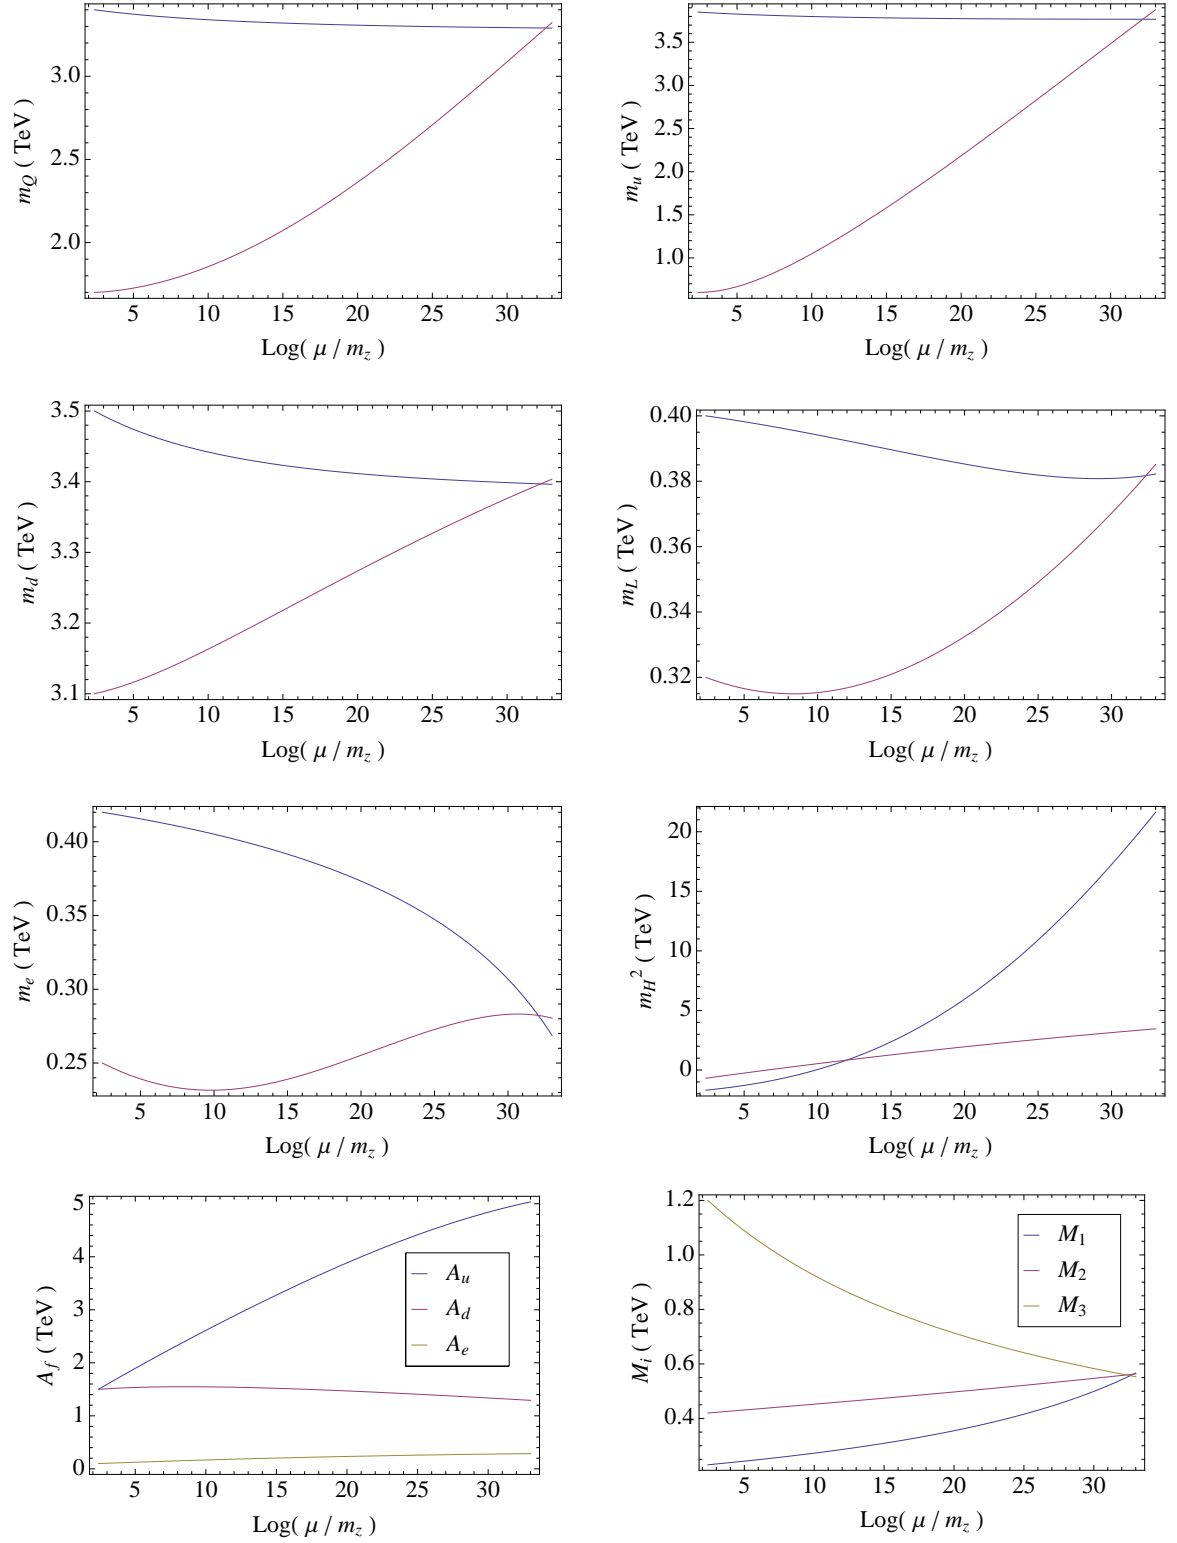 3.0
2.5
2.0
m_Q ( TeV )
5 10 15 20 25 30
Log( μ / m_z )
3.5
3.0
2.5
2.0
1.5
1.0
m_u ( TeV )
5 10 15 20 25 30
Log( μ / m_z )
3.5
3.4
3.3
3.2
3.1
m_d ( TeV )
5 10 15 20 25 30
Log( μ / m_z )
0.40
0.38
0.36
0.34
0.32
m_L ( TeV )
5 10 15 20 25 30
Log( μ / m_z )
0.40
0.35
0.30
0.25
m_e ( TeV )
5 10 15 20 25 30
Log( μ / m_z )
20
15
10
5
0
m_H^2 ( TeV )
5 10 15 20 25 30
Log( μ / m_z )
5
4
3
2
1
0
A_f ( TeV )
A_u
A_d
A_e
5 10 15 20 25 30
Log( μ / m_z )
1.2
1.0
0.8
0.6
0.4
M_i ( TeV )
M_1
M_2
M_3
5 10 15 20 25 30
Log( μ / m_z )